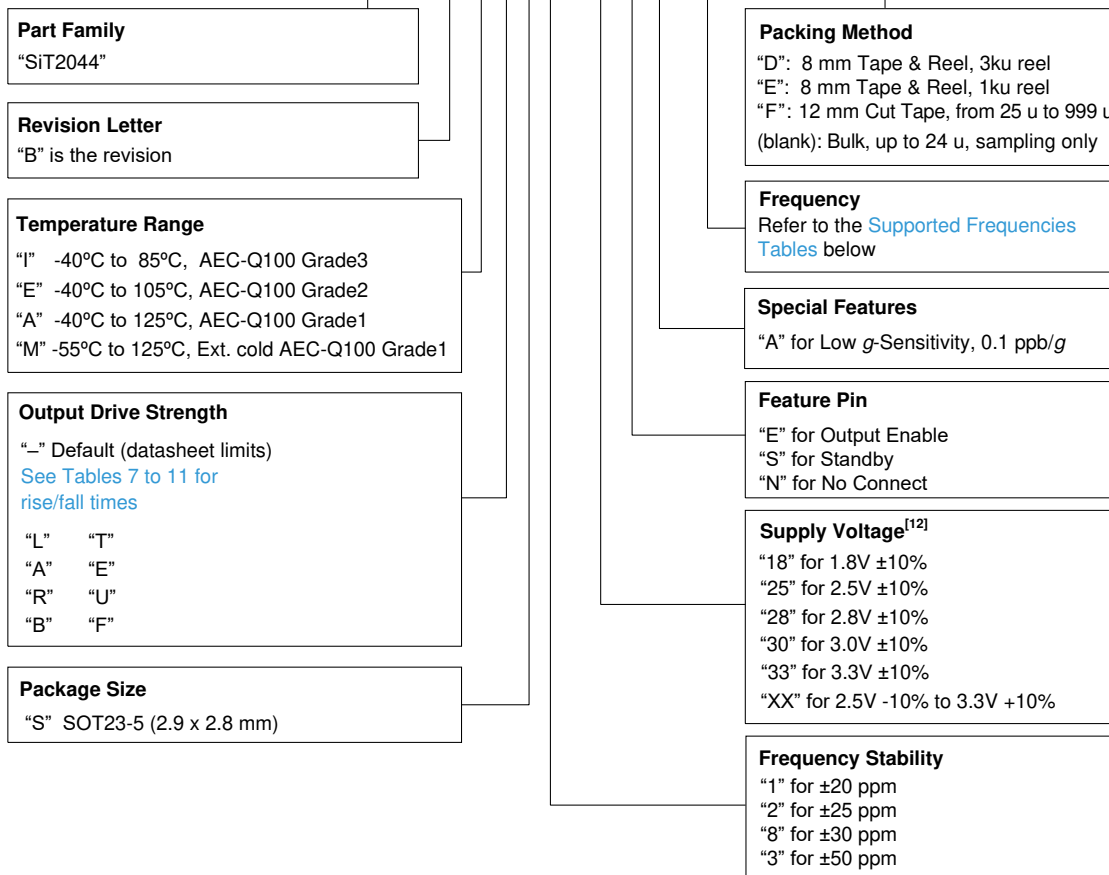 Part Family
“SiT2044”
Revision Letter
“B” is the revision
Temperature Range
“I” -40ºC to 85ºC, AEC-Q100 Grade3
“E” -40ºC to 105ºC, AEC-Q100 Grade2
“A” -40ºC to 125ºC, AEC-Q100 Grade1
“M” -55ºC to 125ºC, Ext. cold AEC-Q100 Grade1
Output Drive Strength
“–” Default (datasheet limits)
See Tables 7 to 11 for
rise/fall times
“L” “T”
“A” “E”
“R” “U”
“B” “F”
Package Size
“S” SOT23-5 (2.9 x 2.8 mm)
Packing Method
“D”: 8 mm Tape & Reel, 3ku reel
“E”: 8 mm Tape & Reel, 1ku reel
“F”: 12 mm Cut Tape, from 25 u to 999 u
(blank): Bulk, up to 24 u, sampling only
Frequency
Refer to the Supported Frequencies
Tables below
Special Features
“A” for Low g-Sensitivity, 0.1 ppb/g
Feature Pin
“E” for Output Enable
“S” for Standby
“N” for No Connect
Supply Voltage[12]
“18” for 1.8V ±10%
“25” for 2.5V ±10%
“28” for 2.8V ±10%
“30” for 3.0V ±10%
“33” for 3.3V ±10%
“XX” for 2.5V -10% to 3.3V +10%
Frequency Stability
“1” for ±20 ppm
“2” for ±25 ppm
“8” for ±30 ppm
“3” for ±50 ppm